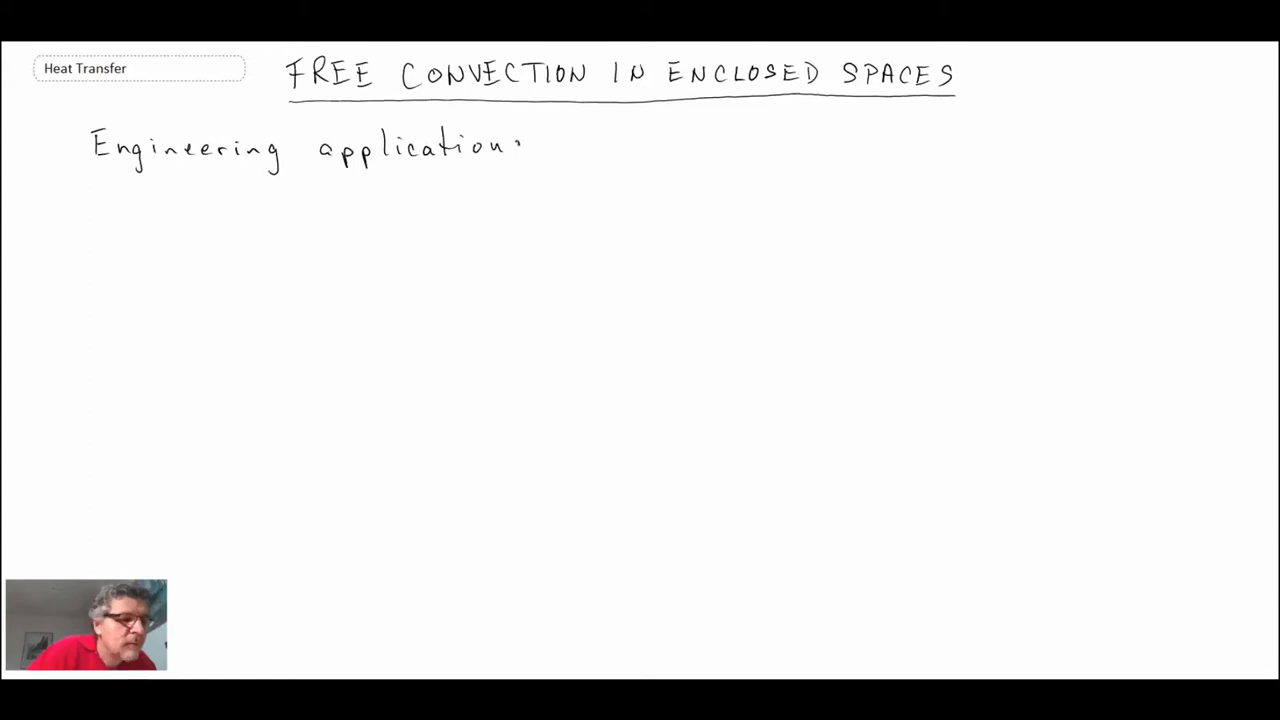 Heat Transfer
FREE CONVECTION IN ENCLOSED SPACES
Engineering application